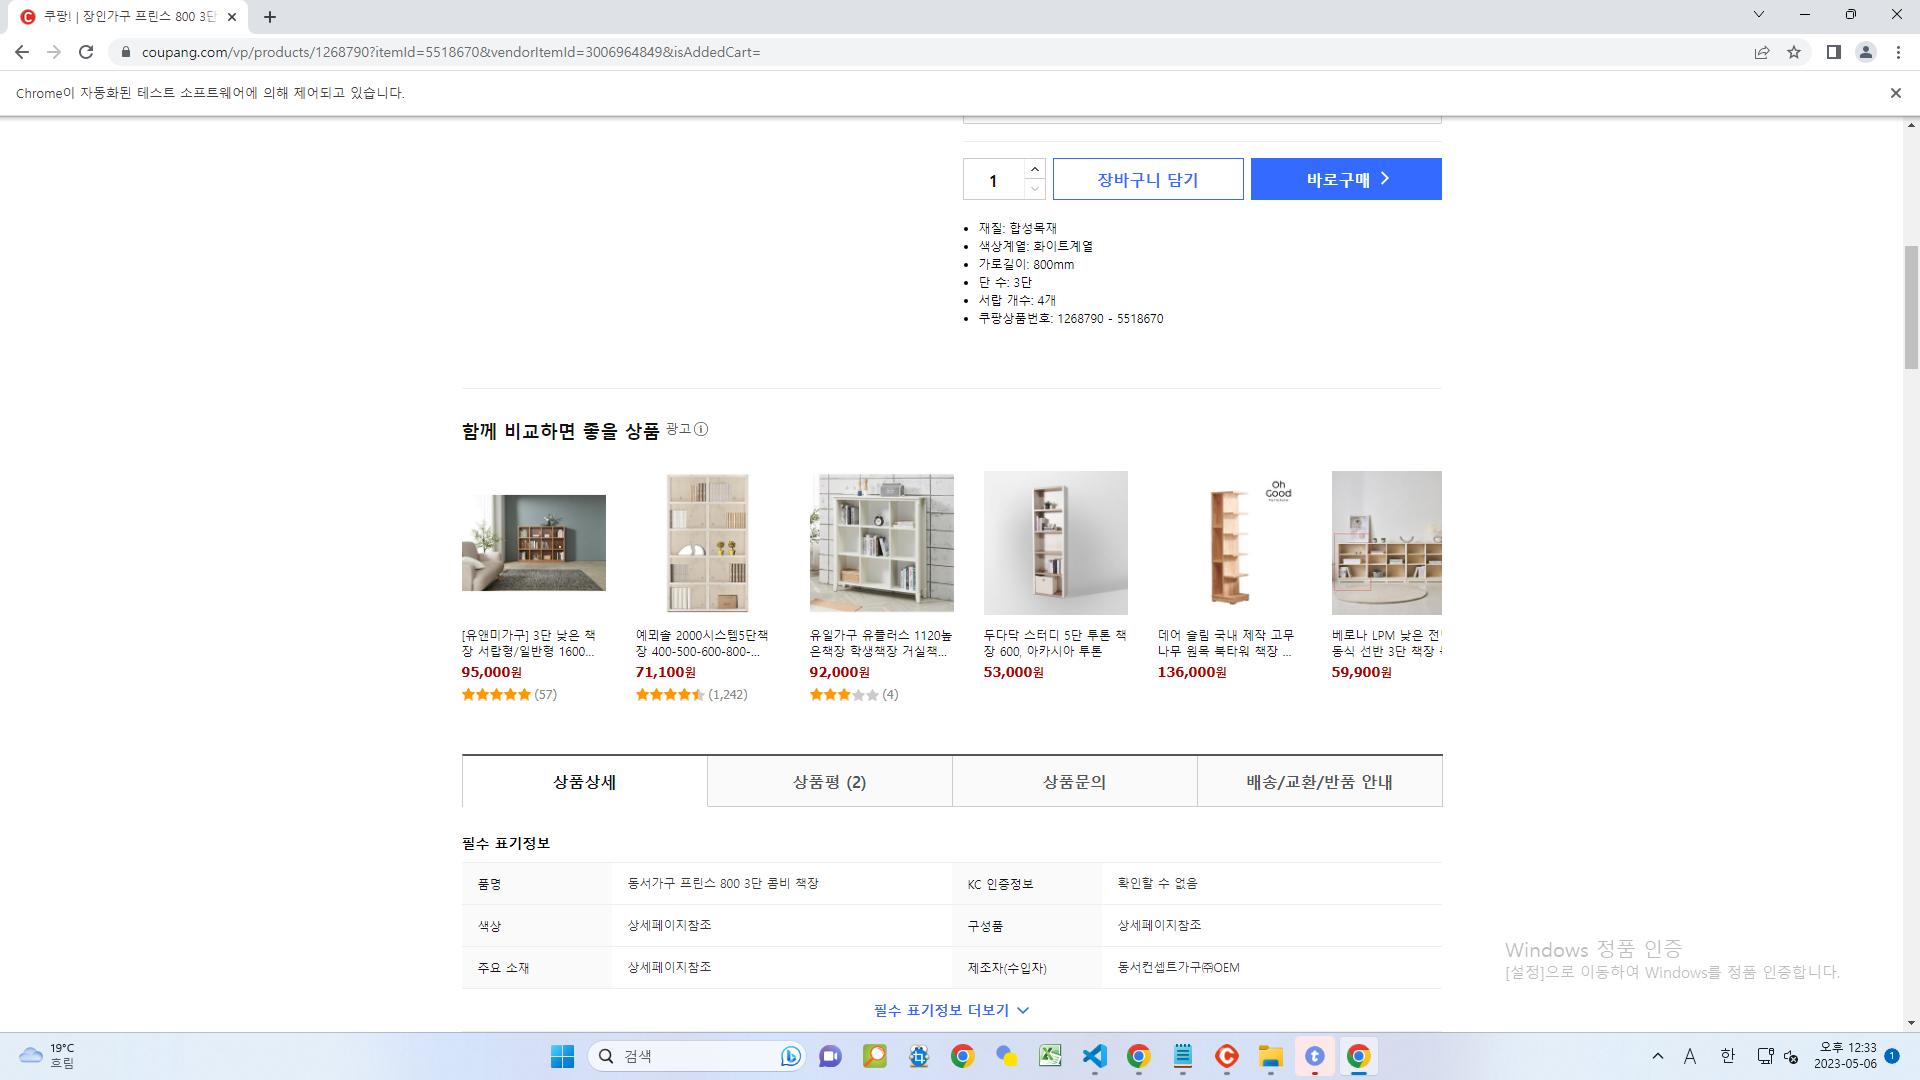 쿠팡! | 장인가구 프린스 800 3단
coupang.com/vp/products/1268790?itemId=5518670&vendorItemId=3006964849&isAddedCart=
Chrome이 자동화된 테스트 소프트웨어에 의해 제어되고 있습니다.
1
장바구니 담기
바로구매
재질: 합성목재
색상계열: 화이트계열
가로길이: 800mm
단 수: 3단
서랍 개수: 4개
쿠팡상품번호: 1268790 - 5518670
함께 비교하면 좋을 상품 광고
Oh
Good
[유앤미가구] 3단 낮은 책
장 서랍형/일반형 1600...
95,000원
(57)
예뫼솔 2000시스템5단책
장 400-500-600-800-...
71,100원
(1,242)
유일가구 유플러스 1120높
은책장 학생책장 거실책...
92,000원
(4)
두다닥 스터디 5단 투톤 책
장 600, 아카시아 투톤
53,000원
데어 슬림 국내 제작 고무
나무 원목 북타워 책장 ...
136,000원
베로나 LPM 낮은
동식 선반 3단 책장
59,900원
상품상세
상품평 (2)
상품문의
배송/교환/반품 안내
필수 표기정보
품명
동서가구 프린스 800 3단 콤비 책장
KC 인증정보
확인할 수 없음
색상
상세페이지참조
구성품
상세페이지참조
주요 소재
상세페이지참조
제조자(수입자)
동서컨셉트가구㈜OEM
필수 표기정보 더보기
Windows 정품 인증
[설정]으로 이동하여 Windows를 정품 인증합니다.
19°C
흐림
검색
A
한
오후 12:33
2023-05-06
1